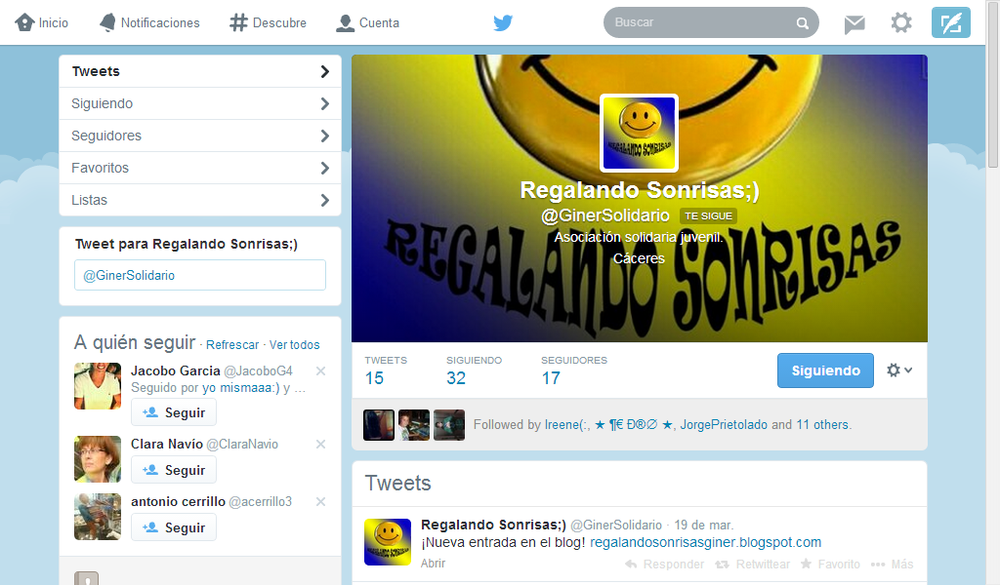 Inicio Notificaciones Descubre Cuenta Buscar
Tweets
Siguiendo
Seguidores
Favoritos
Listas
Tweet para Regalando Sonrisas;)
@GinerSolidario
A quién seguir · Refrescar · Ver todos
Jacobo Garcia @JacoboG4
Seguido por yo mismaaa:) y ...
Seguir
Clara Navío @ClaraNavio
Seguir
antonio cerrillo @acerrillo3
Seguir
REGALANDO SONRISAS
REGALANDO SONRISAS
Regalando Sonrisas;)
@GinerSolidario TE SIGUE
Asociación solidaria juvenil.
Cáceres
TWEETS SIGUIENDO SEGUIDORES
15 32 17
Siguiendo
Followed by Ireene(:, ★ ¶€ Ð®∅ ★, JorgePrietolado and 11 others.
Tweets
Regalando Sonrisas;) @GinerSolidario · 19 de mar.
¡Nueva entrada en el blog! regalandosonrisasginer.blogspot.com
Abrir Responder Retwittear Favorito Más